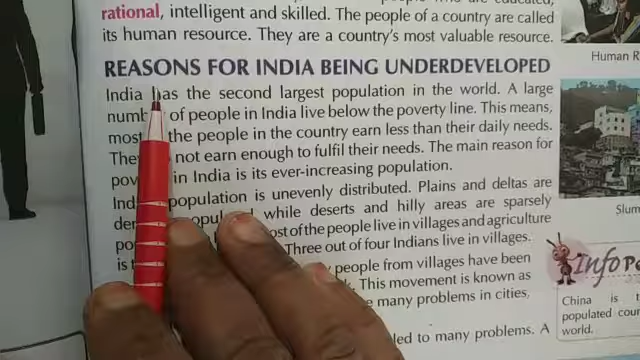 rational, intelligent and skilled. The people of a country are called
its human resource. They are a country's most valuable resource.
REASONS FOR INDIA BEING UNDERDEVELOPED
India has the second largest population in the world. A large
of people in India live below the poverty line. This means,
the people in the country earn less than their daily needs.
not earn enough to fulfil their needs. The main reason for
in India is its ever-increasing population.
population is unevenly distributed. Plains and deltas are
while deserts and hilly areas are sparsely
of the people live in villages and agriculture
Three out of four Indians live in villages.
people from villages have been
This movement is known as
many problems in cities,
led to many problems. A
Human R
Slum
Info
China is
populated
world.